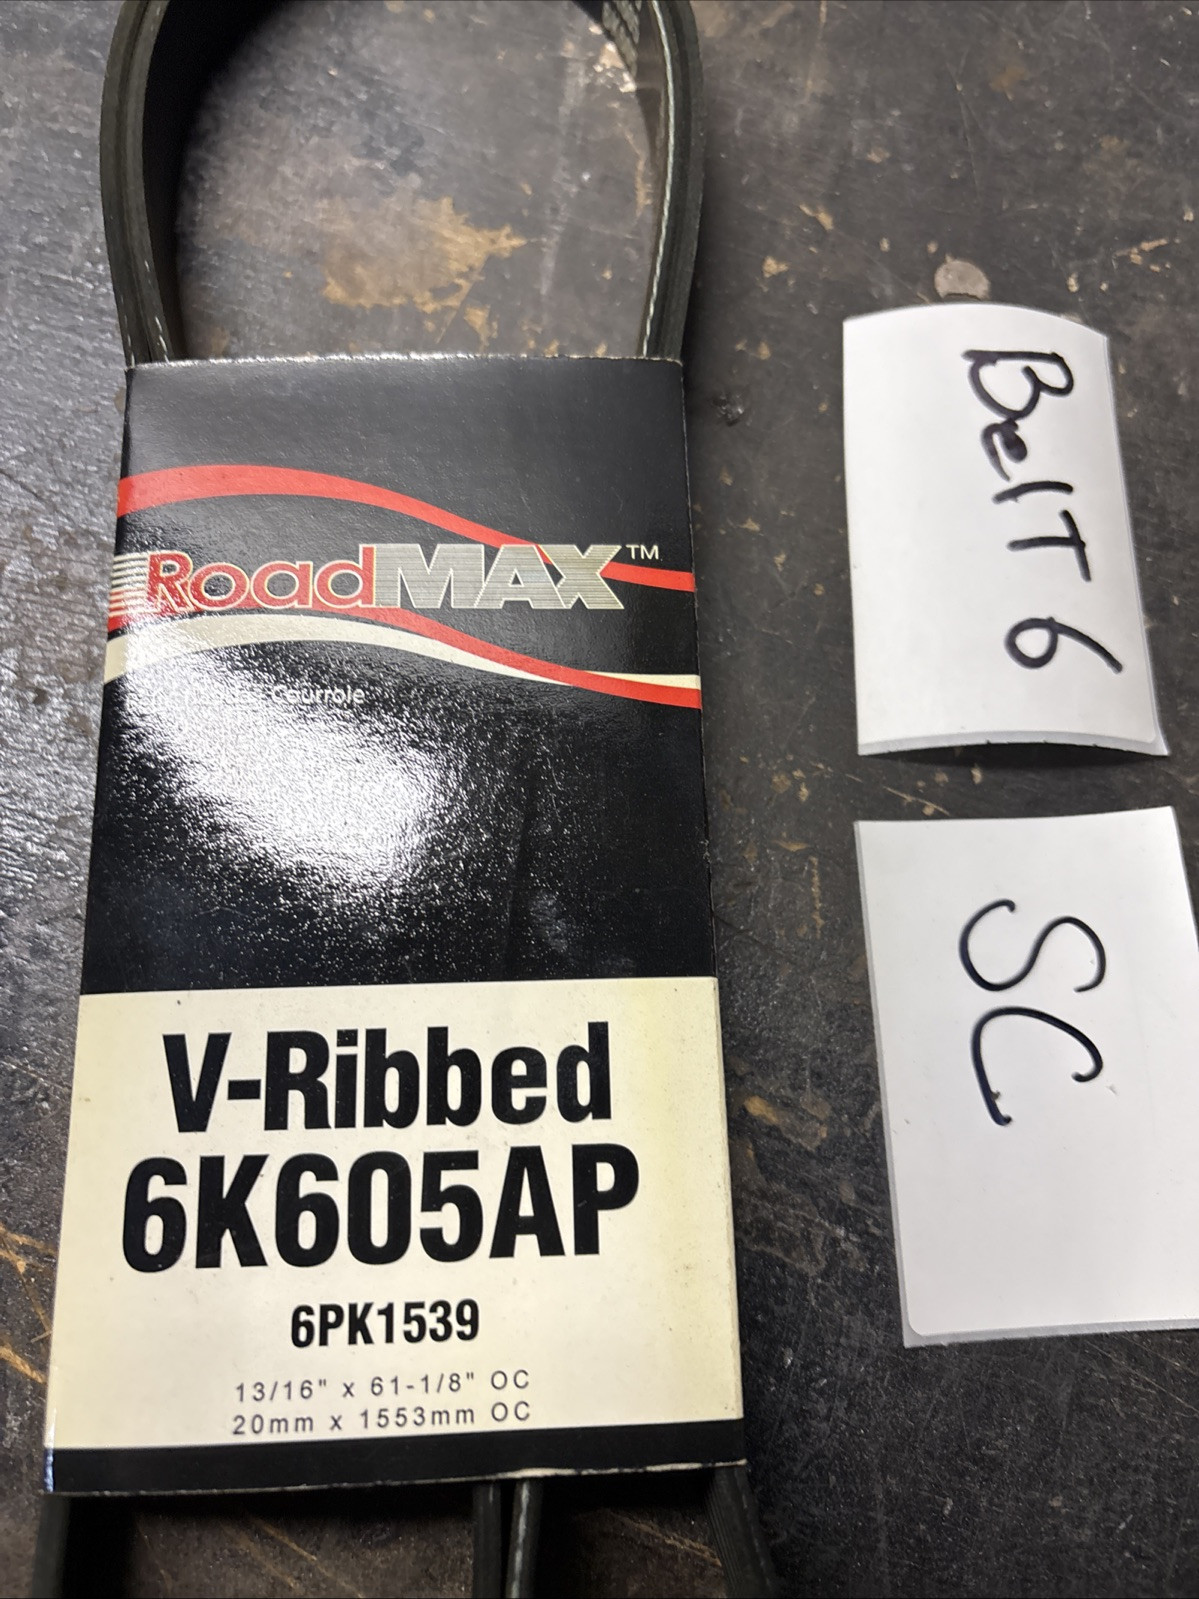 RoadMAX™
Courroie
V-Ribbed
6K605AP
6PK1539
13/16" x 61-1/8" OC
20mm x 1553mm OC
BelT 6
SC